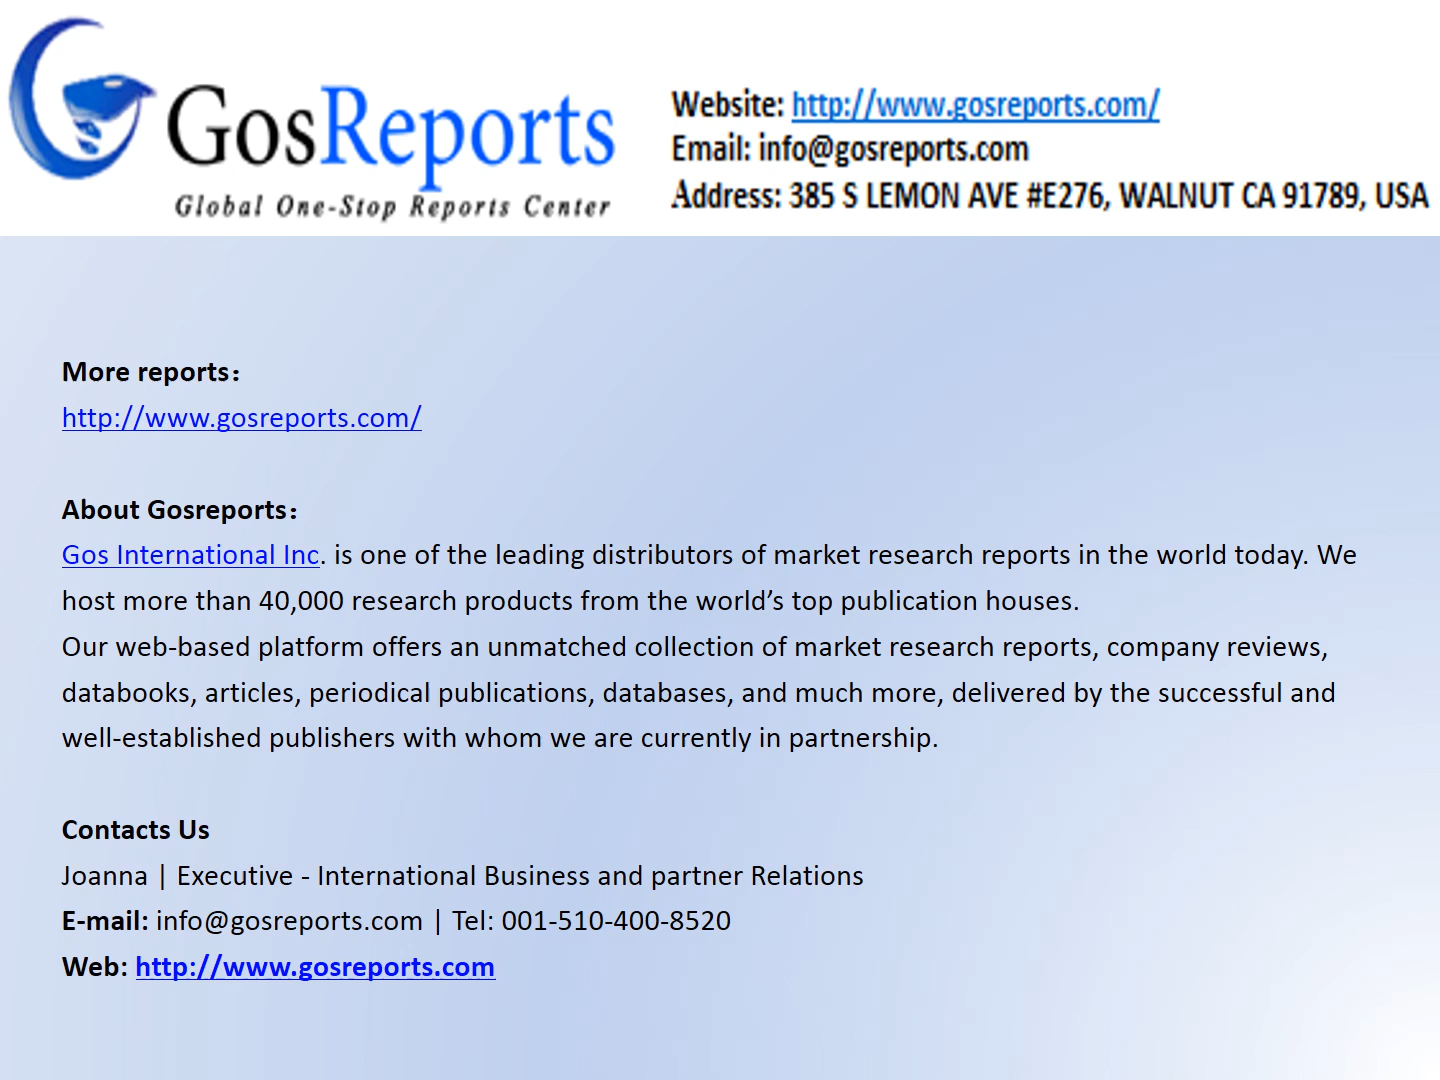 GosReports
Global One-Stop Reports Center
Website: http://www.gosreports.com/
Email: info@gosreports.com
Address: 385 S LEMON AVE #E276, WALNUT CA 91789, USA
More reports：
http://www.gosreports.com/
About Gosreports：
Gos International Inc. is one of the leading distributors of market research reports in the world today. We
host more than 40,000 research products from the world’s top publication houses.
Our web-based platform offers an unmatched collection of market research reports, company reviews,
databooks, articles, periodical publications, databases, and much more, delivered by the successful and
well-established publishers with whom we are currently in partnership.
Contacts Us
Joanna | Executive - International Business and partner Relations
E-mail: info@gosreports.com | Tel: 001-510-400-8520
Web: http://www.gosreports.com